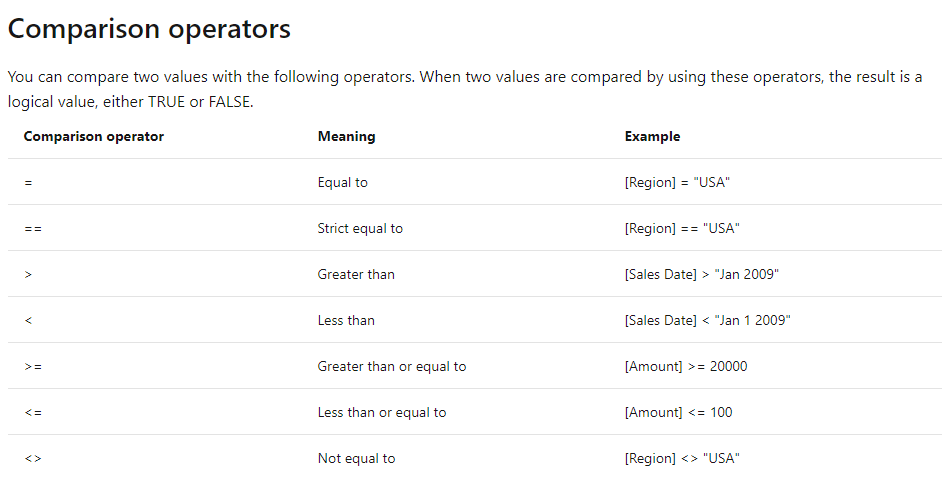 Comparison operators
You can compare two values with the following operators. When two values are compared by using these operators, the result is a
logical value, either TRUE or FALSE.
Comparison operator Meaning Example
= Equal to [Region] = "USA"
== Strict equal to [Region] == "USA"
> Greater than [Sales Date] > "Jan 2009"
< Less than [Sales Date] < "Jan 1 2009"
>= Greater than or equal to [Amount] >= 20000
<= Less than or equal to [Amount] <= 100
<> Not equal to [Region] <> "USA"